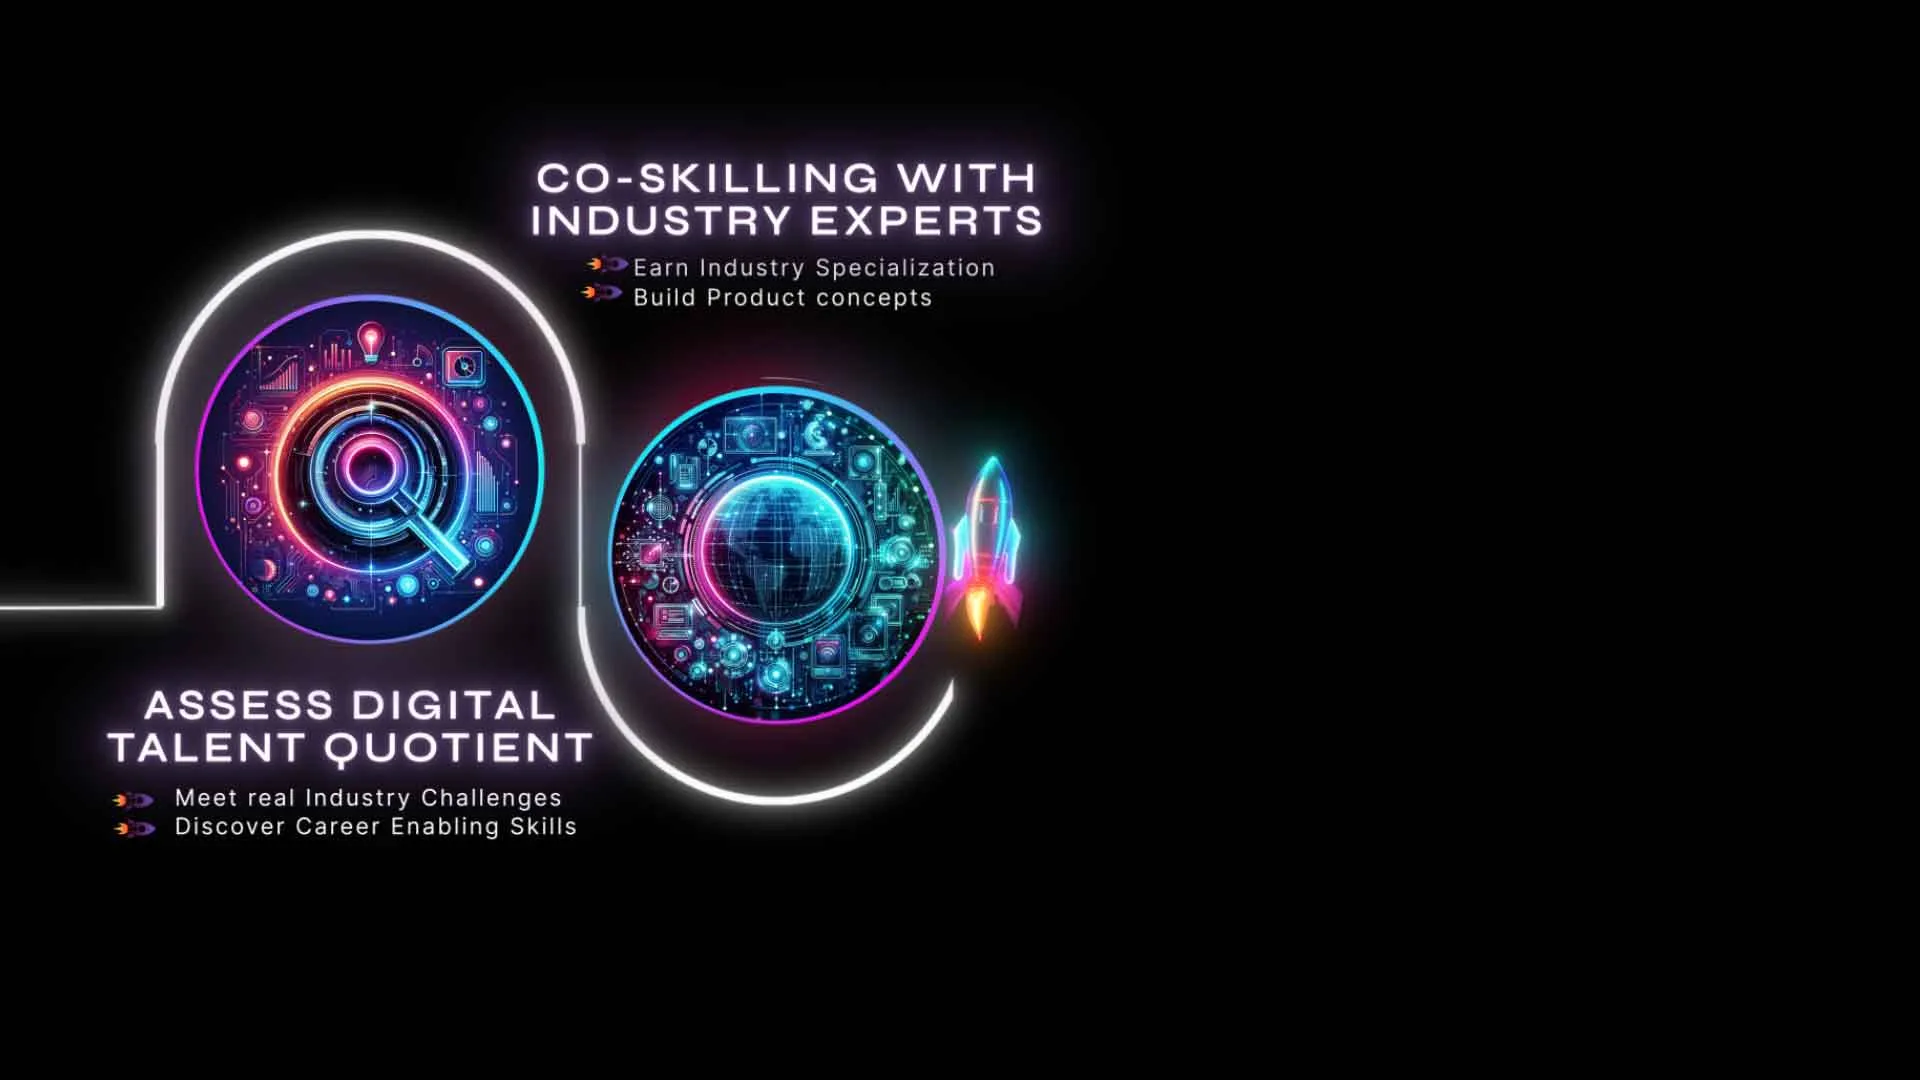 CO-SKILLING WITH
INDUSTRY EXPERTS
Earn Industry Specialization
Build Product concepts
ASSESS DIGITAL
TALENT QUOTIENT
Meet real Industry Challenges
Discover Career Enabling Skills